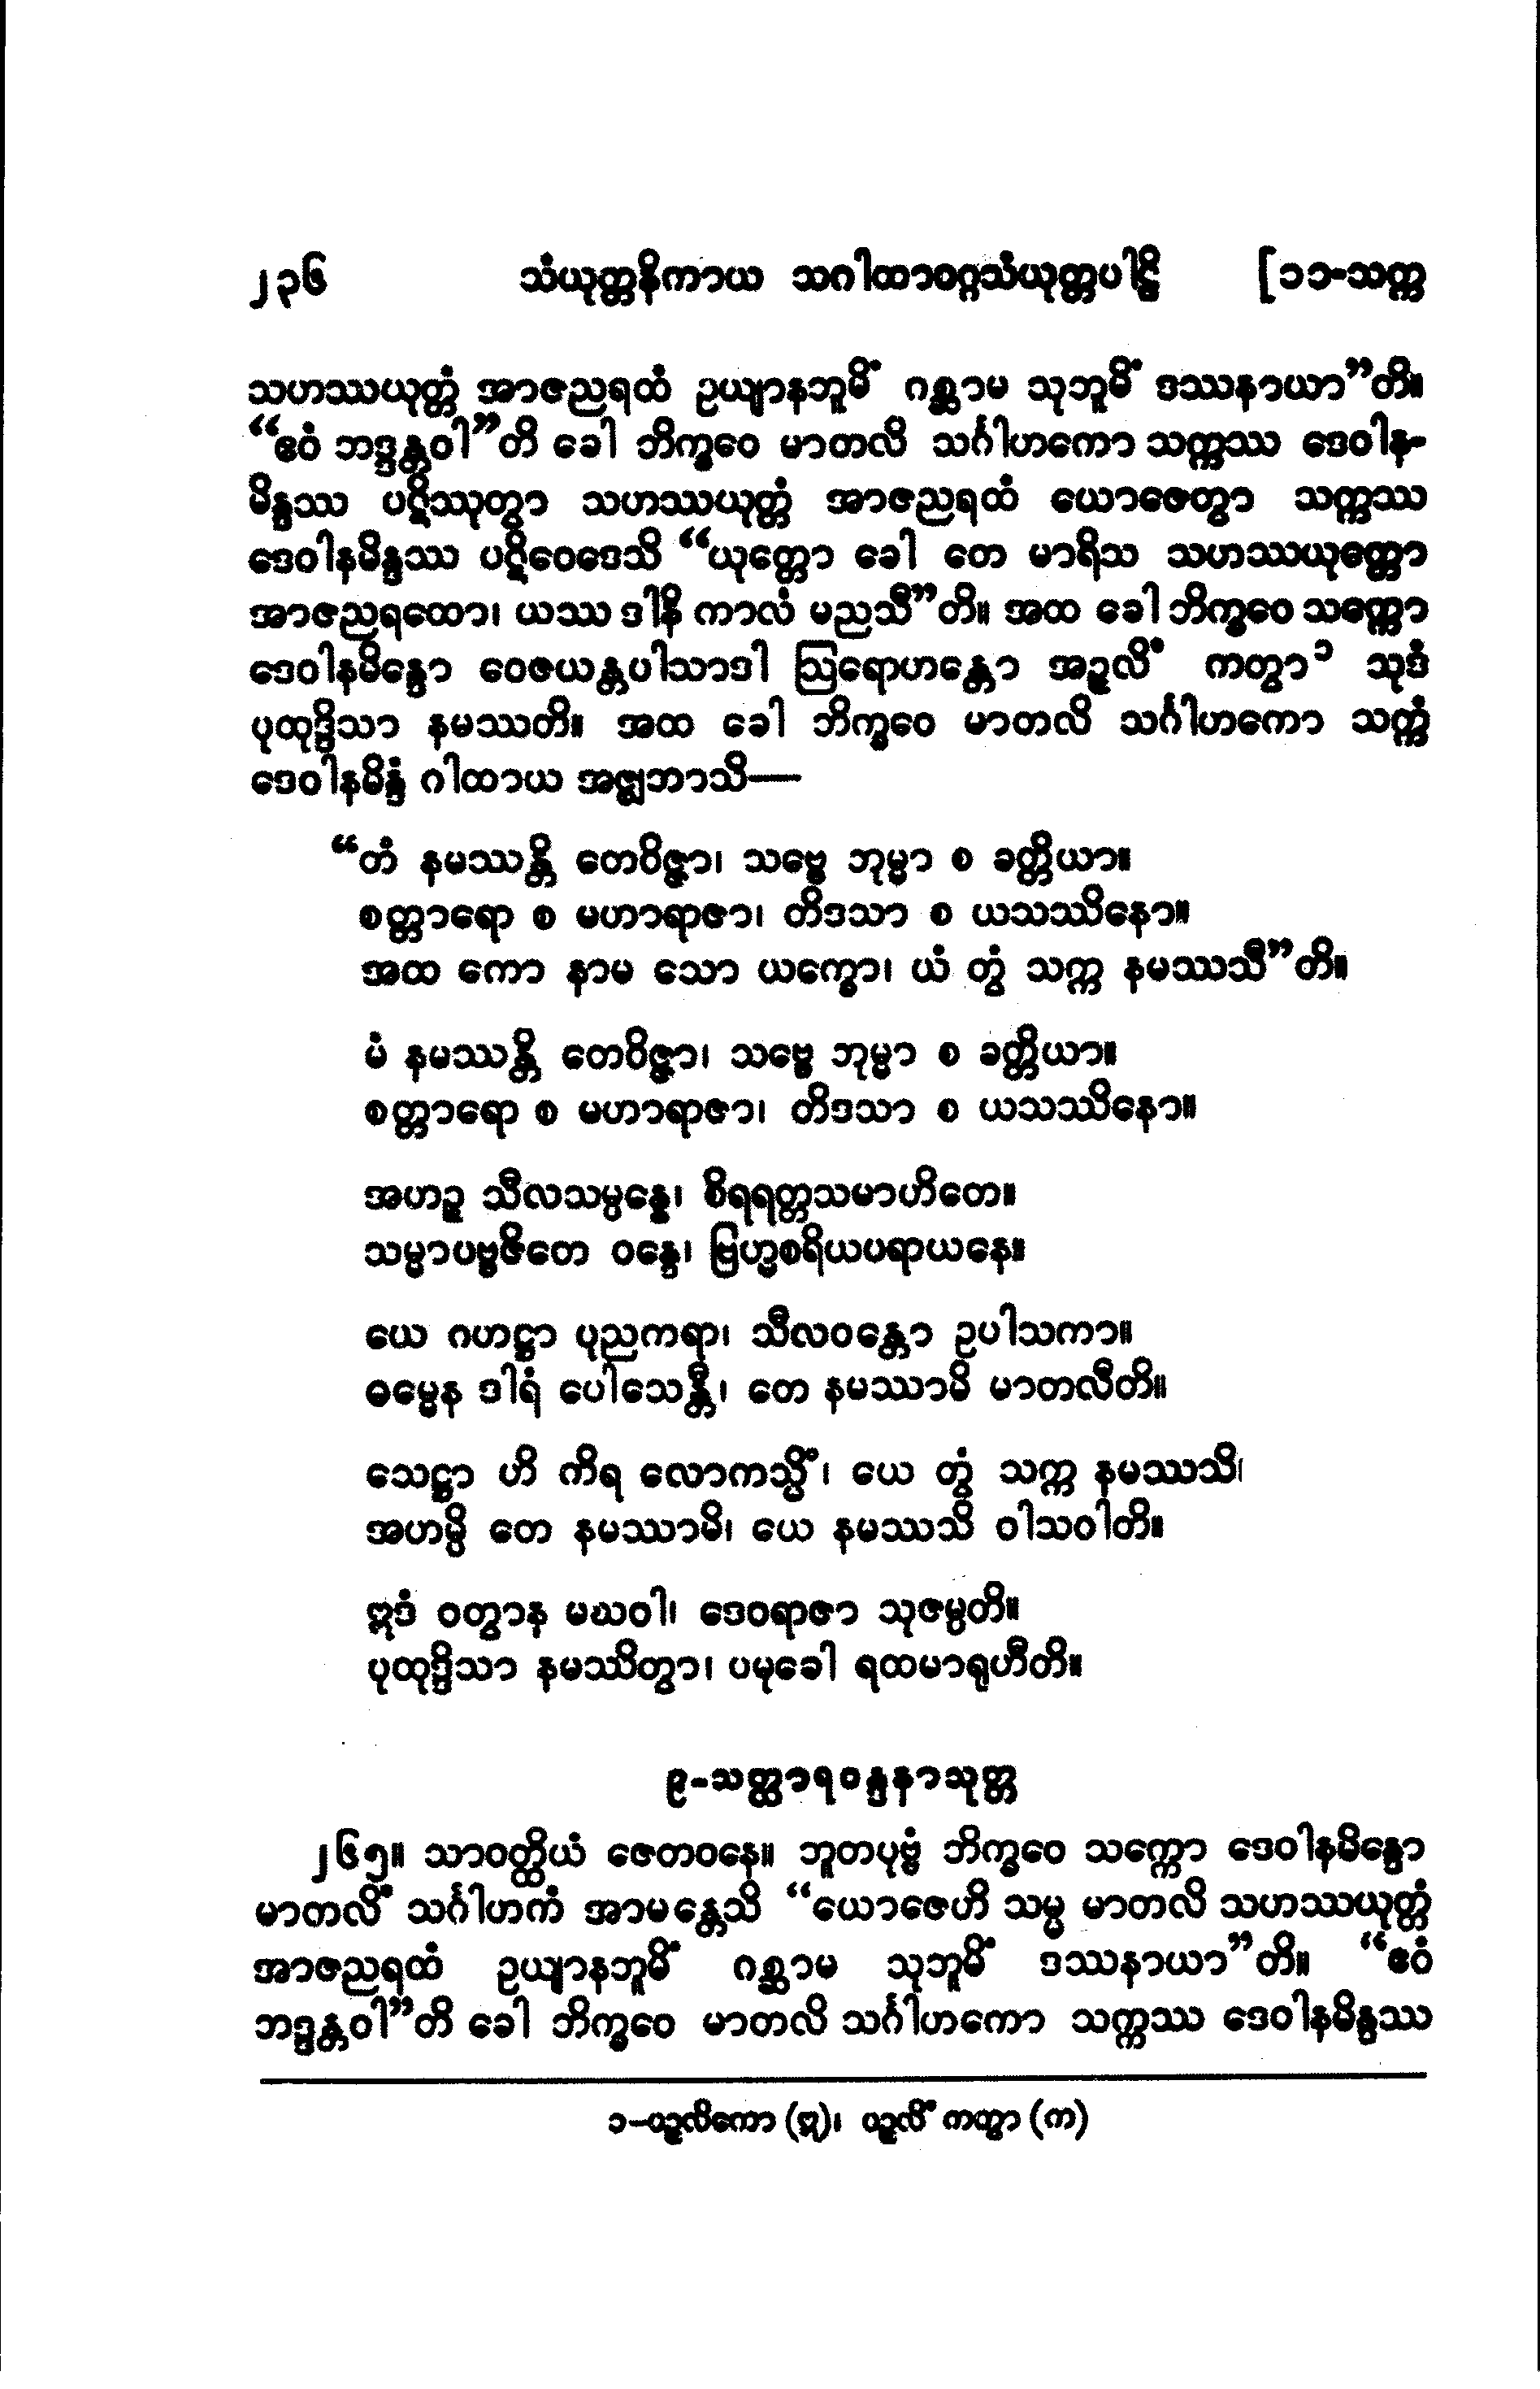 ၂၃၆ သံယုတ္တနိကာယ သဂါထာဝဂ္ဂသံယုတ္တပါဠိ [၁၁-သက္က
သဟဿယုတ္တံ အာဇညရထံ ဥယျာနဘူမိံ ဂစ္ဆာမ သုဘူမိံ ဒဿနာယာ”တိ။
“ဧဝံ ဘဒ္ဒန္တဝါ”တိ ခေါ ဘိက္ခဝေ မာတလိ သင်္ဂါဟကော သက္ကဿ ဒေဝါန-
မိန္ဒဿ ပဋိဿုတွာ သဟဿယုတ္တံ အာဇညရထံ ယောဇေတွာ သက္ကဿ
ဒေဝါနမိန္ဒဿ ပဋိဝေဒေသိ “ယုတ္တော ခေါ တေ မာရိသ သဟဿယုတ္တော
အာဇညရထော၊ ယဿ ဒါနိ ကာလံ မညသီ”တိ။ အထ ခေါ ဘိက္ခဝေ သက္ကော
ဒေဝါနမိန္ဒော ဝေဇယန္တပါသာဒါ ဩရောဟန္တော အဉ္ဇလိံ ကတွာ ၁ သုဒံ
ပုထုဒ္ဒိသာ နမဿတိ။ အထ ခေါ ဘိက္ခဝေ မာတလိ သင်္ဂါဟကော သက္ကံ
ဒေဝါနမိန္ဒံ ဂါထာယ အဇ္ဈဘာသိ—
“တံ နမဿန္တိ တေဝိဇ္ဇာ၊ သဗ္ဗေ ဘုမ္မာ စ ခတ္တိယာ။
စတ္တာရော စ မဟာရာဇာ၊ တိဒသာ စ ယသဿိနော။
အထ ကော နာမ သော ယက္ခော၊ ယံ တွံ သက္က နမဿသီ”တိ။
မံ နမဿန္တိ တေဝိဇ္ဇာ၊ သဗ္ဗေ ဘုမ္မာ စ ခတ္တိယာ။
စတ္တာရော စ မဟာရာဇာ၊ တိဒသာ စ ယသဿိနော။
အဟဉ္စ သီလသမ္ပန္နေ၊ စိရရတ္တသမာဟိတေ။
သမ္မာပဗ္ဗဇိတေ ဝန္ဒေ၊ ဗြဟ္မစရိယပရာယနေ။
ယေ ဂဟဋ္ဌာ ပုညကရာ၊ သီလဝန္တော ဥပါသကာ။
ဓမ္မေန ဒါရံ ပေါသေန္တိ၊ တေ နမဿာမိ မာတလီတိ။
သေဋ္ဌာ ဟိ ကိရ လောကသ္မိံ၊ ယေ တွံ သက္က နမဿသိ၊
အဟမ္ပိ တေ နမဿာမိ၊ ယေ နမဿသိ ဝါသဝါတိ။
ဣဒံ ဝတွာန မဃဝါ၊ ဒေဝရာဇာ သုဇမ္ပတိ။
ပုထုဒ္ဒိသာ နမဿိတွာ၊ ပမုခေါ ရထမာရုဟီတိ။
၉-သတ္ထာရဝန္ဒနာသုတ္တ
၂၆၅။ သာဝတ္ထိယံ ဇေတဝနေ။ ဘူတပုဗ္ဗံ ဘိက္ခဝေ သက္ကော ဒေဝါနမိန္ဒော
မာတလိံ သင်္ဂါဟကံ အာမန္တေသိ “ယောဇေဟိ သမ္မ မာတလိ သဟဿယုတ္တံ
အာဇညရထံ ဥယျာနဘူမိံ ဂစ္ဆာမ သုဘူမိံ ဒဿနာယာ”တိ။ “ဧဝံ
ဘဒ္ဒန္တဝါ”တိ ခေါ ဘိက္ခဝေ မာတလိ သင်္ဂါဟကော သက္ကဿ ဒေဝါနမိန္ဒဿ
၁-ပဉ္ဇလိကော (ဣ)၊ ပဉ္ဇလိံ ကတွာ (က)